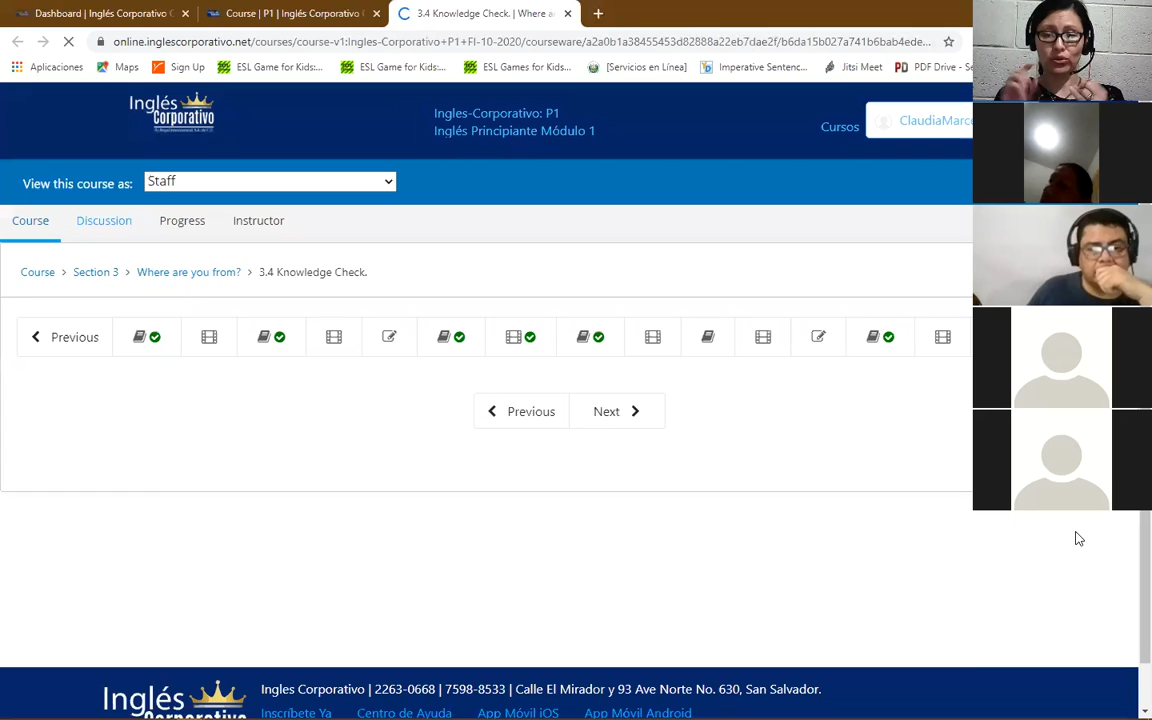 Dashboard | Inglés Corporativo C
Course | P1 | Inglés Corporativo
3.4 Knowledge Check. | Where a
online.inglescorporativo.net/courses/course-v1:Ingles-Corporativo+P1+FI-10-2020/courseware/a2a0b1a38455453d82888a22eb7dae2f/b6da15b027a741b6bab4ede...
Aplicaciones
Maps
Sign Up
ESL Game for Kids:...
ESL Game for Kids:...
ESL Games for Kids:...
[Servicios en Línea]
Imperative Sentenc...
Jitsi Meet
PDF Drive - Se
Inglés
Corporativo
Ingles-Corporativo: P1
Inglés Principiante Módulo 1
Cursos
ClaudiaMarc
View this course as:
Staff
Course
Discussion
Progress
Instructor
Course > Section 3 > Where are you from? > 3.4 Knowledge Check.
Previous
Previous
Next
Inglés
Ingles Corporativo | 2263-0668 | 7598-8533 | Calle El Mirador y 93 Ave Norte No. 630, San Salvador.
Corporativo
Inscríbete Ya
Centro de Ayuda
App Móvil iOS
App Móvil Android